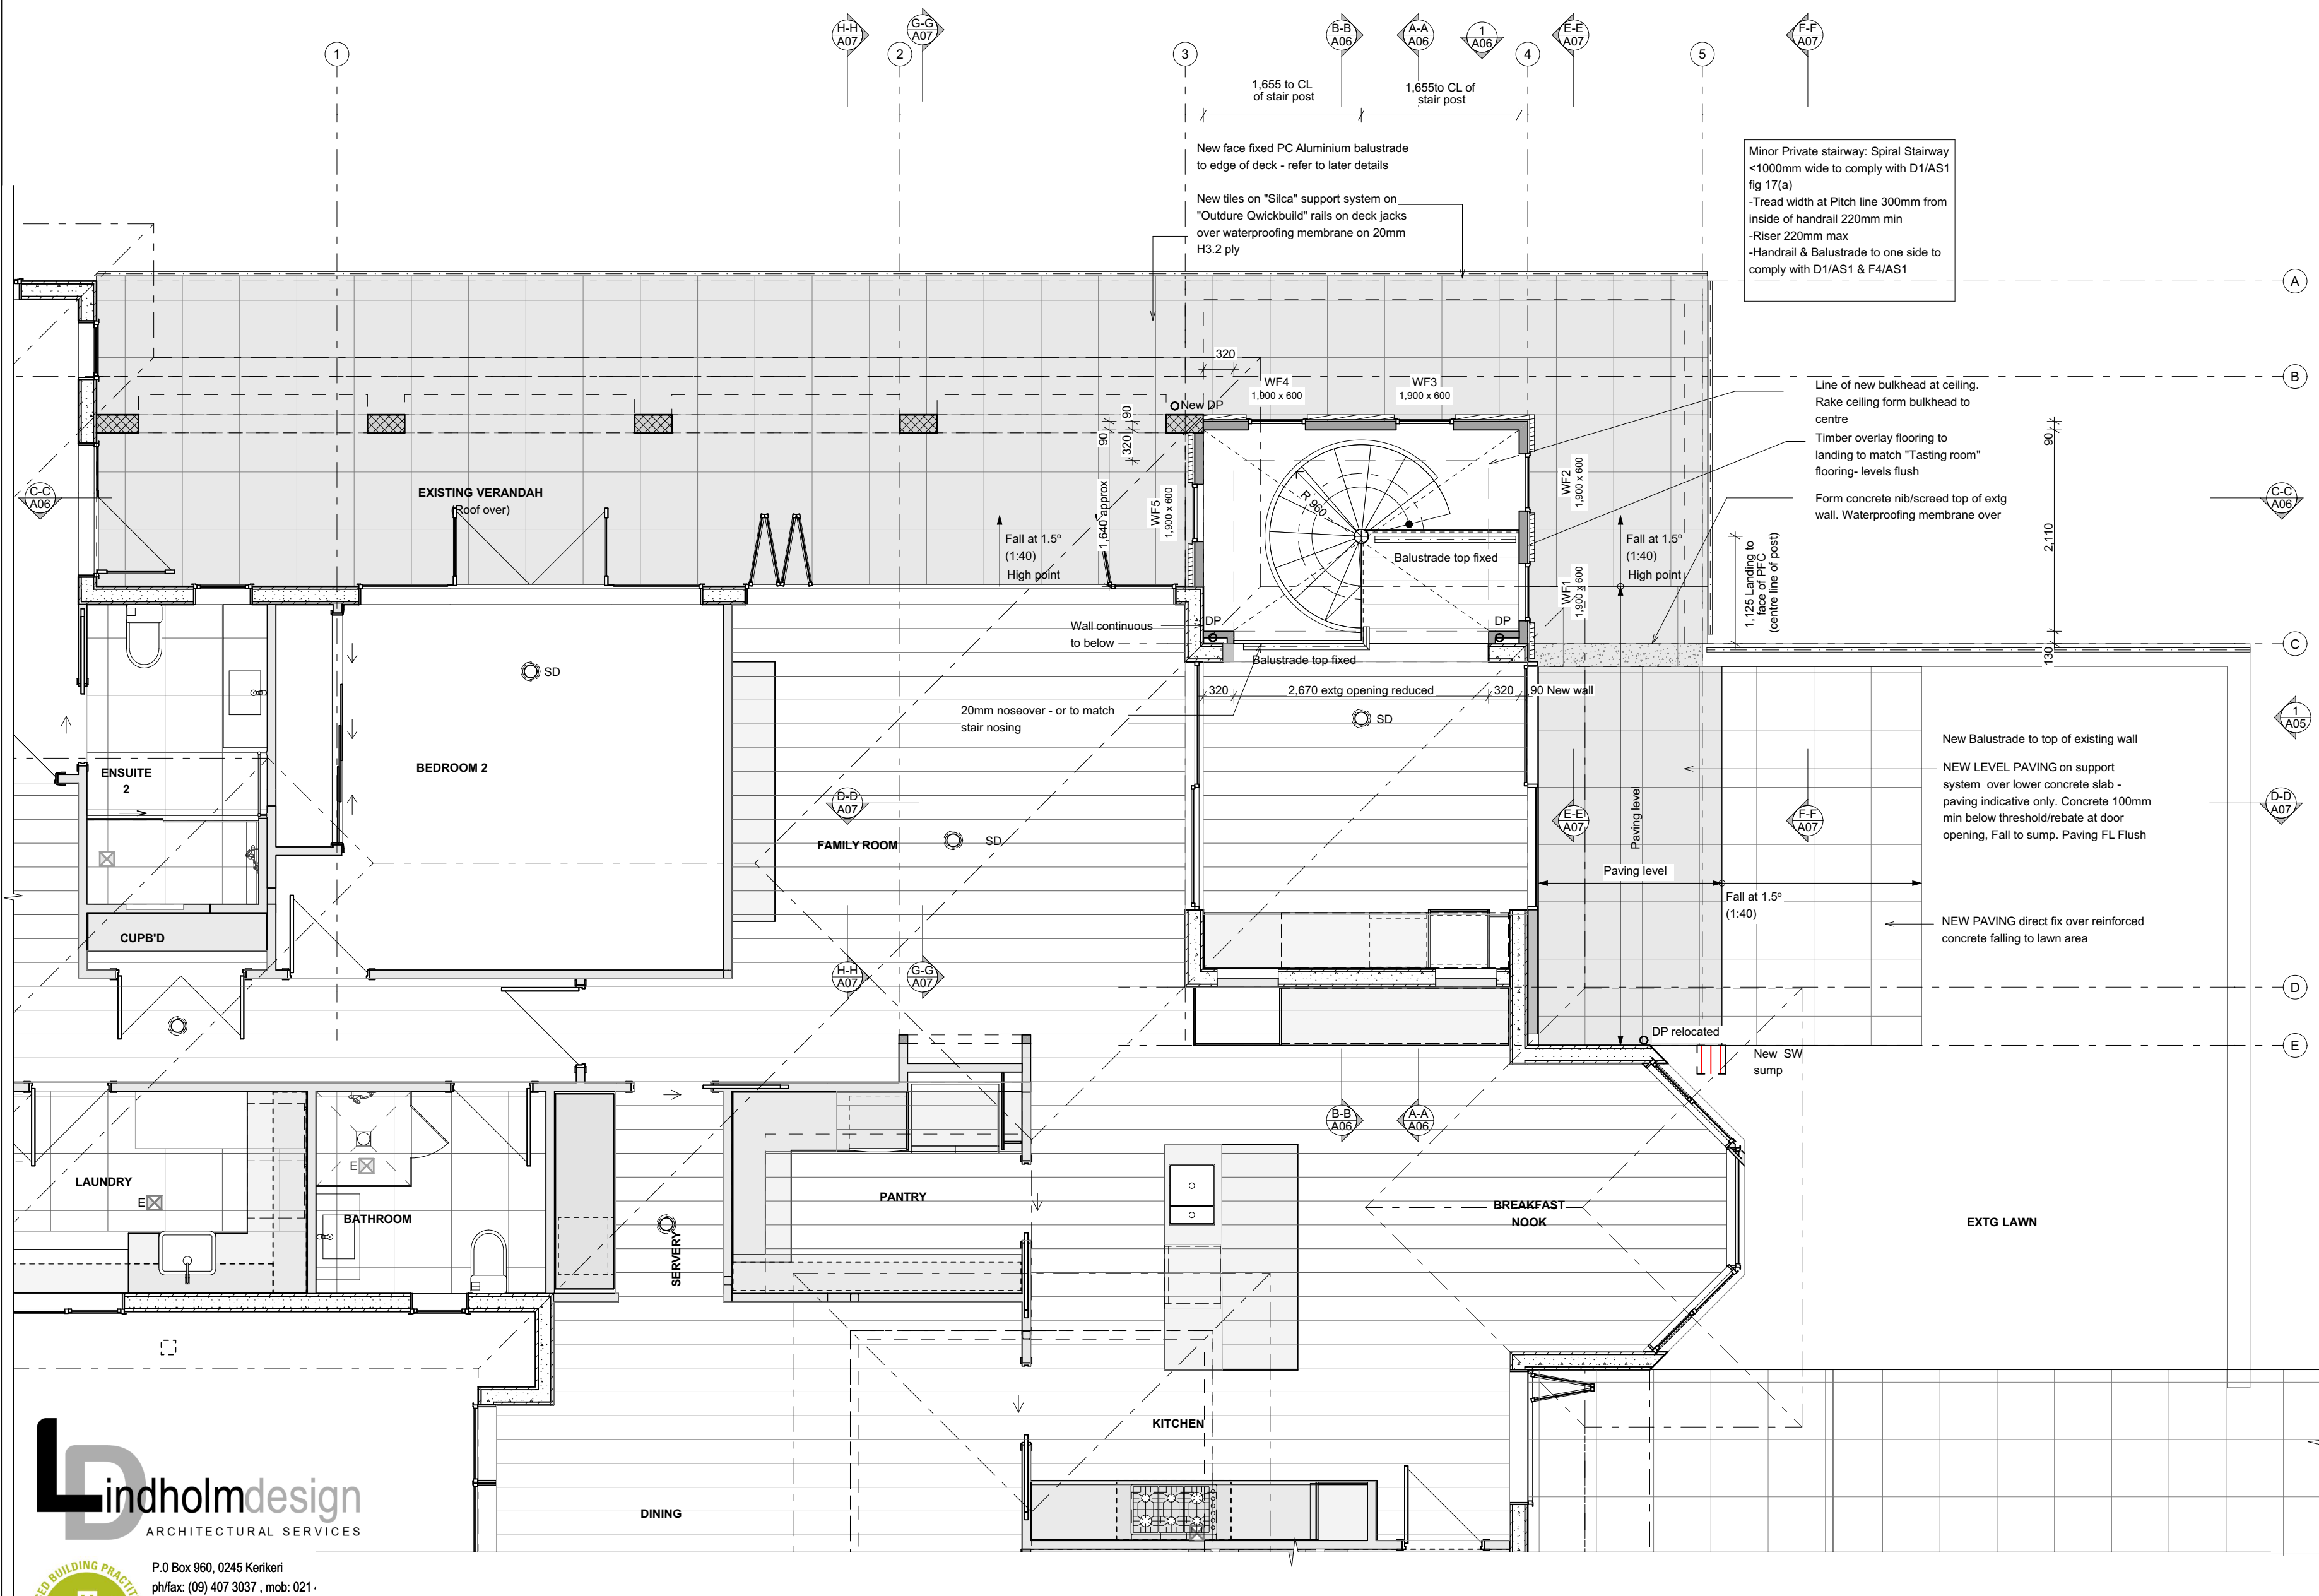 H-H
A07
G-G
A07
B-B
A06
A-A
A06
1
A06
E-E
A07
F-F
A07
1
2
3
4
5
1,655 to CL
of stair post
1,655to CL of
stair post
New face fixed PC Aluminium balustrade
to edge of deck - refer to later details
New tiles on "Silca" support system on
"Outdure Qwickbuild" rails on deck jacks
over waterproofing membrane on 20mm
H3.2 ply
Minor Private stairway: Spiral Stairway
<1000mm wide to comply with D1/AS1
fig 17(a)
-Tread width at Pitch line 300mm from
inside of handrail 220mm min
-Riser 220mm max
-Handrail & Balustrade to one side to
comply with D1/AS1 & F4/AS1
A
B
320
WF4
1,900 x 600
WF3
1,900 x 600
New DP
90
90
320
1,640 approx
WF5
1,900 x 600
WF2
1,900 x 600
WF1
1,900 x 600
R 960
Line of new bulkhead at ceiling.
Rake ceiling form bulkhead to
centre
Timber overlay flooring to
landing to match "Tasting room"
flooring- levels flush
Form concrete nib/screed top of extg
wall. Waterproofing membrane over
90
2,110
130
1,125 Landing to
face of PFC
(centre line of post)
C-C
A06
EXISTING VERANDAH
(Roof over)
C-C
A06
Fall at 1.5º
(1:40)
High point
Balustrade top fixed
Fall at 1.5º
(1:40)
High point
Wall continuous
to below
DP
DP
Balustrade top fixed
C
SD
320
2,670 extg opening reduced
320
90 New wall
20mm noseover - or to match
stair nosing
SD
1
A05
New Balustrade to top of existing wall
NEW LEVEL PAVING on support
system over lower concrete slab -
paving indicative only. Concrete 100mm
min below threshold/rebate at door
opening, Fall to sump. Paving FL Flush
ENSUITE
2
BEDROOM 2
D-D
A07
FAMILY ROOM
SD
E-E
A07
Paving level
F-F
A07
D-D
A07
Paving level
Fall at 1.5º
(1:40)
NEW PAVING direct fix over reinforced
concrete falling to lawn area
CUPB'D
H-H
A07
G-G
A07
D
DP relocated
E
New SW
sump
B-B
A06
A-A
A06
E
E
LAUNDRY
BATHROOM
SERVERY
PANTRY
BREAKFAST
NOOK
EXTG LAWN
KITCHEN
DINING
LD
indholmdesign
ARCHITECTURAL SERVICES
P.0 Box 960, 0245 Kerikeri
ph/fax: (09) 407 3037 , mob: 021
BUILDING